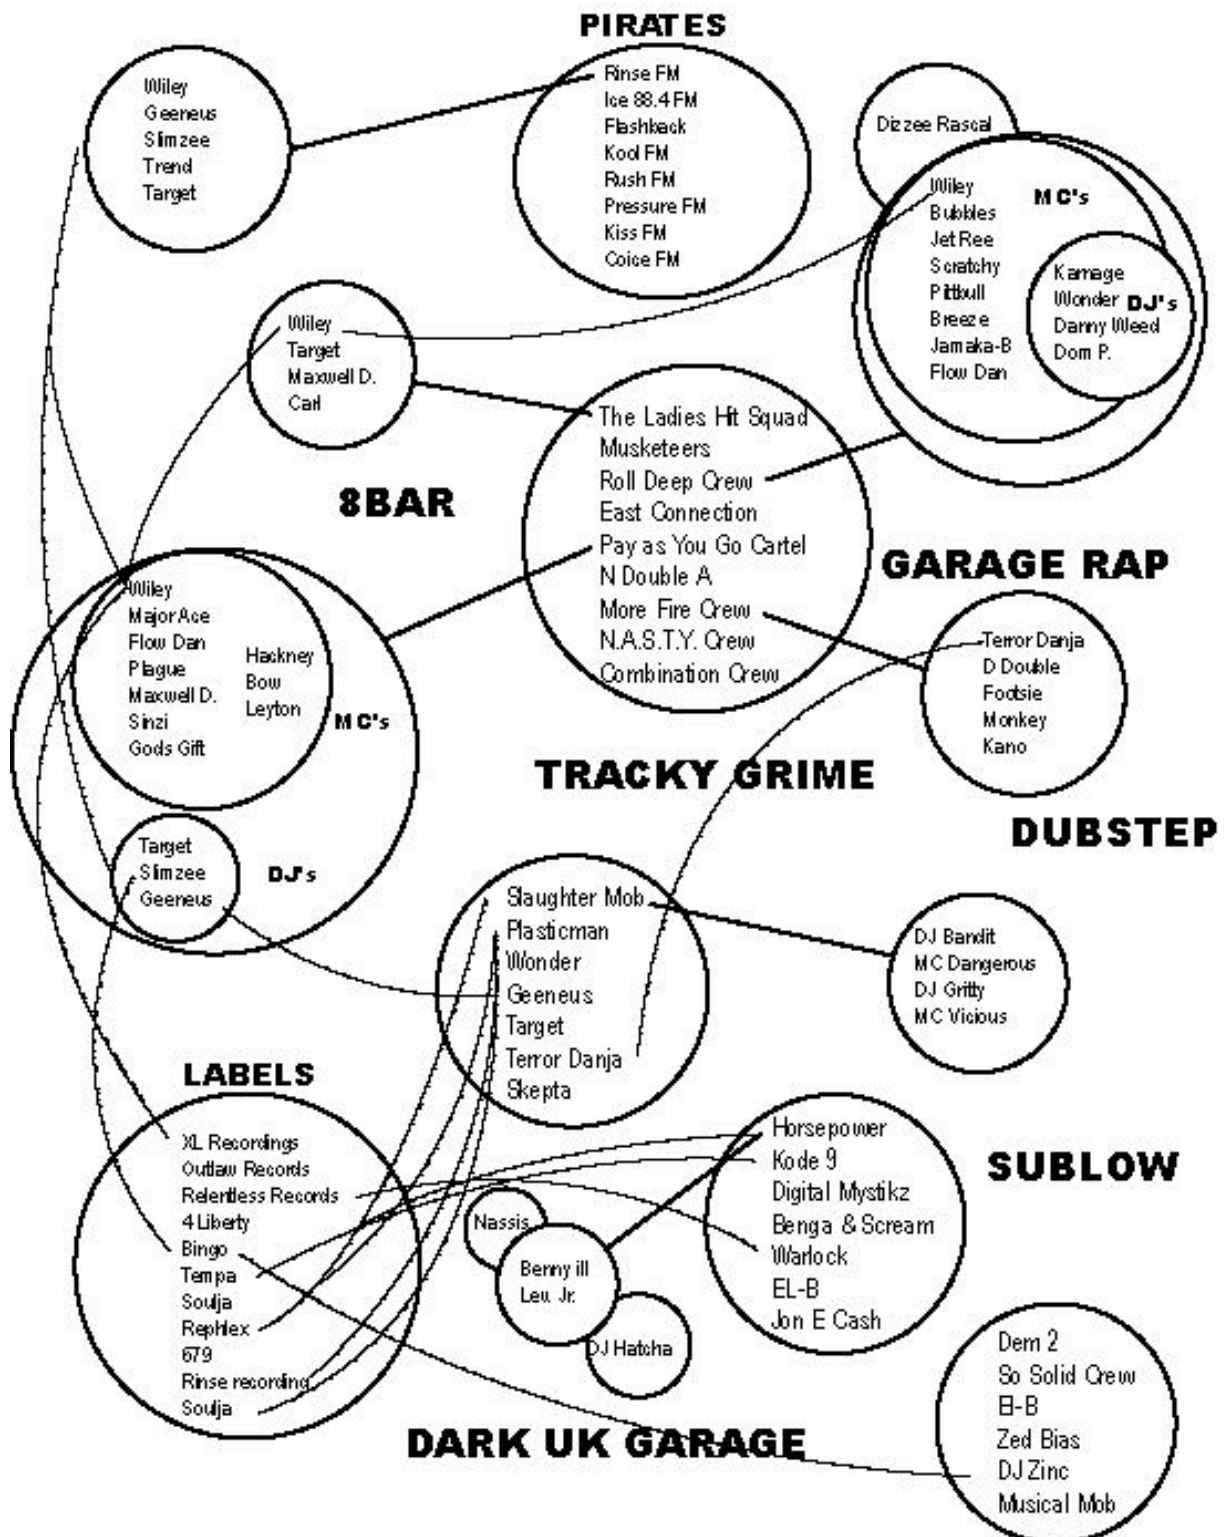 PIRATES
Wiley
Geeneus
Slimzee
Trend
Target
Rinse FM
Ice 88.4 FM
Flashback
Kool FM
Rush FM
Pressure FM
Kiss FM
Coice FM
Dizzee Rascal
MC's
Wiley
Bubbles
Jet Ree
Scratchy
Pittbull
Breeze
Jamaka-B
Flow Dan
Karnage
Wonder
Danny Weed
Dom P.
DJ's
Wiley
Target
Maxwell D.
Carl
The Ladies Hit Squad
Musketeers
Roll Deep Crew
East Connection
Pay as You Go Cartel
N Double A
More Fire Crew
N.A.S.T.Y. Crew
Combination Crew
8BAR
GARAGE RAP
Wiley
Major Ace
Flow Dan
Plague
Maxwell D.
Sinzi
Gods Gift
Hackney
Bow
Leyton
MC's
Terror Danja
D Double
Footsie
Monkey
Kano
TRACKY GRIME
DUBSTEP
Target
Slimzee
Geeneus
DJ's
Slaughter Mob
Plasticman
Wonder
Geeneus
Target
Terror Danja
Skepta
DJ Bandit
MC Dangerous
DJ Gritty
MC Vicious
LABELS
XL Recordings
Outlaw Records
Relentless Records
4 Liberty
Bingo
Tempa
Soulja
Rephlex
679
Rinse recording
Soulja
Horsepower
Kode 9
Digital Mystikz
Benga & Scream
Warlock
EL-B
Jon E Cash
SUBLOW
Nassis
Benny ill
Lev. Jr.
DJ Hatcha
DARK UK GARAGE
Dem 2
So Solid Crew
El-B
Zed Bias
DJ Zinc
Musical Mob